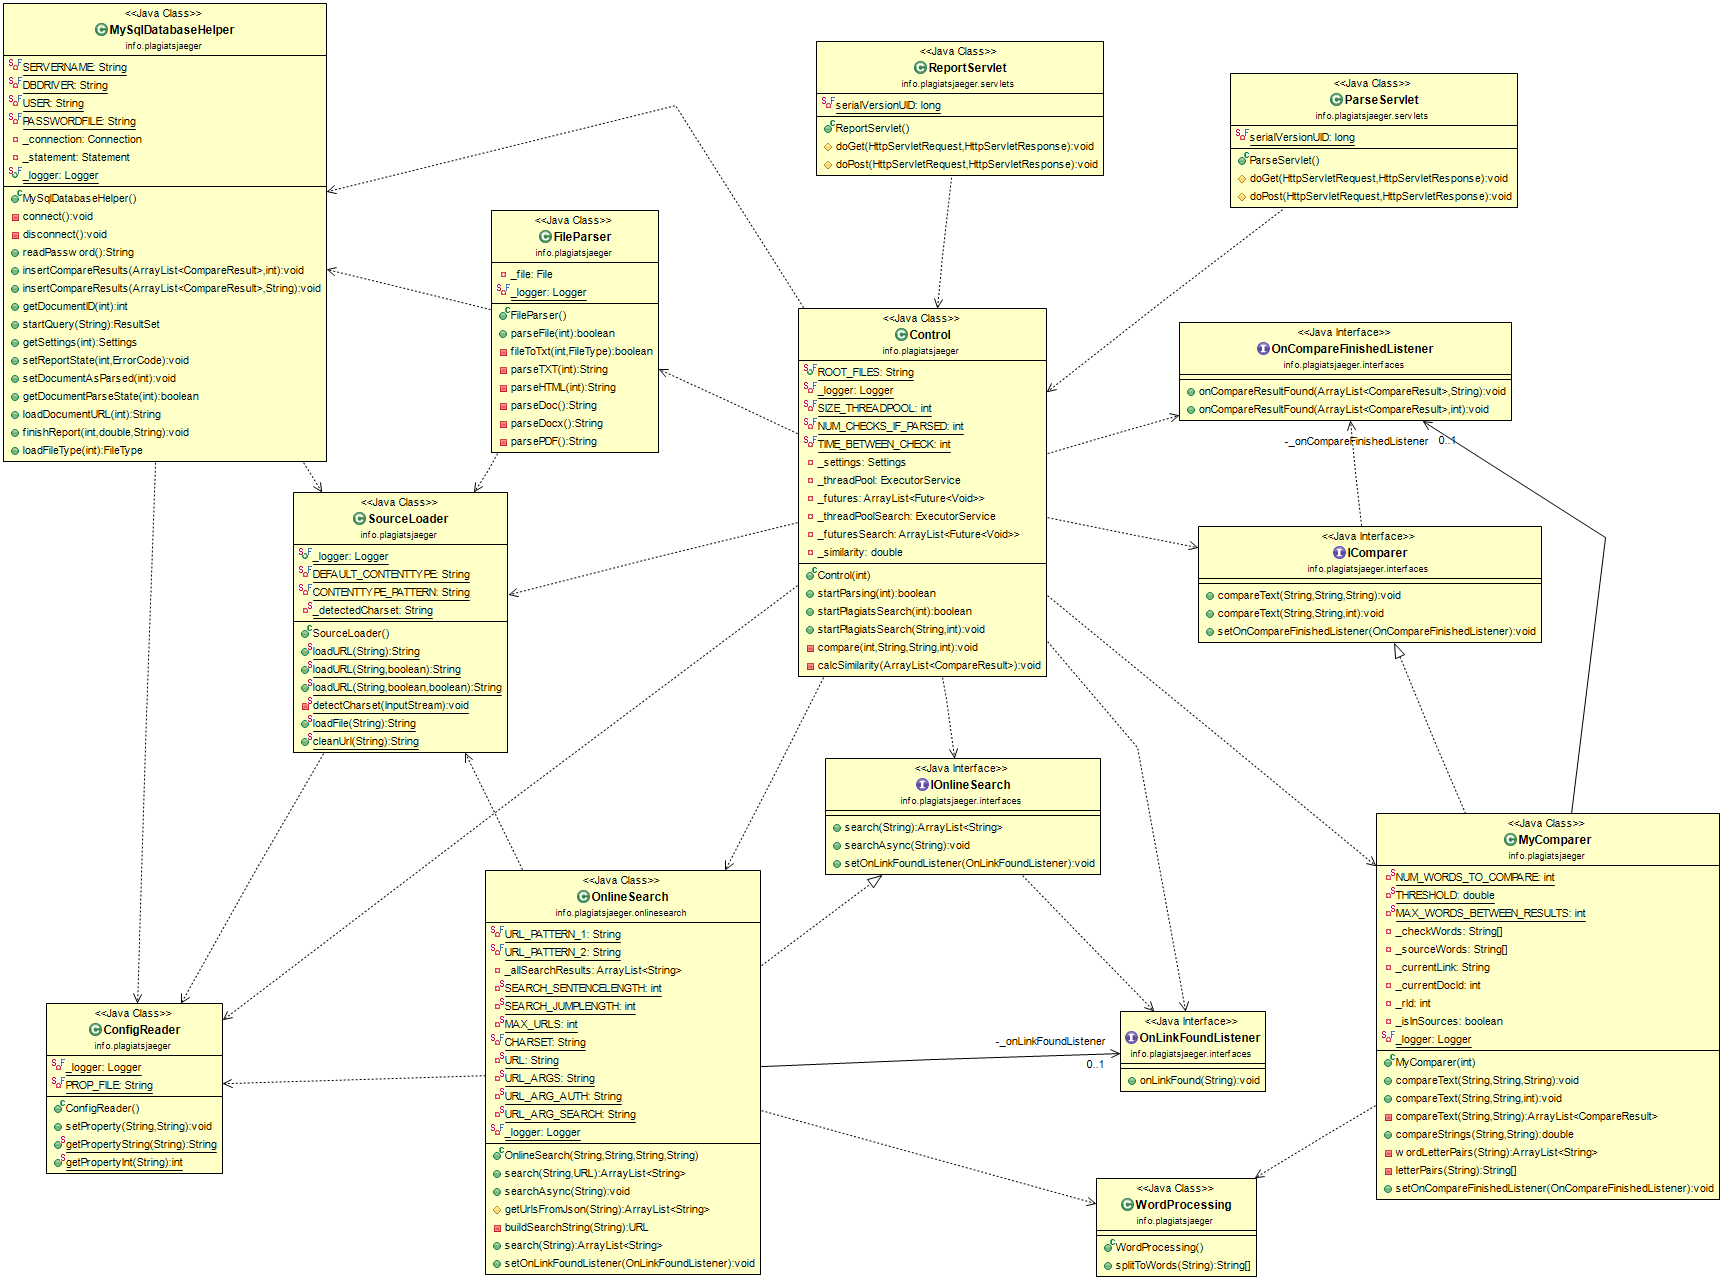 <<Java Class>>
MySqlDatabaseHelper
info.plagiatsjaeger
SERVERNAME: String
DBDRIVER: String
USER: String
PASSWORDFILE: String
_connection: Connection
_statement: Statement
_logger: Logger
MySqlDatabaseHelper()
connect():void
disconnect():void
readPassword():String
insertCompareResults(ArrayList<CompareResult>,int):void
insertCompareResults(ArrayList<CompareResult>,String):void
getDocumentID(int):int
startQuery(String):ResultSet
getSettings(int):Settings
setReportState(int,ErrorCode):void
setDocumentAsParsed(int):void
getDocumentParseState(int):boolean
loadDocumentURL(int):String
finishReport(int,double,String):void
loadFileType(int):FileType
<<Java Class>>
ReportServlet
info.plagiatsjaeger.servlets
serialVersionUID: long
ReportServlet()
doGet(HttpServletRequest,HttpServletResponse):void
doPost(HttpServletRequest,HttpServletResponse):void
<<Java Class>>
ParseServlet
info.plagiatsjaeger.servlets
serialVersionUID: long
ParseServlet()
doGet(HttpServletRequest,HttpServletResponse):void
doPost(HttpServletRequest,HttpServletResponse):void
<<Java Class>>
FileParser
info.plagiatsjaeger
_file: File
_logger: Logger
FileParser()
parseFile(int):boolean
fileToTxt(int,FileType):boolean
parseTXT(int):String
parseHTML(int):String
parseDoc():String
parseDocx():String
parsePDF():String
<<Java Class>>
Control
info.plagiatsjaeger
ROOT_FILES: String
_logger: Logger
SIZE_THREADPOOL: int
NUM_CHECKS_IF_PARSED: int
TIME_BETWEEN_CHECK: int
_settings: Settings
_threadPool: ExecutorService
_futures: ArrayList<Future<Void>>
_threadPoolSearch: ExecutorService
_futuresSearch: ArrayList<Future<Void>>
_similarity: double
Control(int)
startParsing(int):boolean
startPlagiatsSearch(int):boolean
startPlagiatsSearch(String,int):void
compare(int,String,String,int):void
calcSimilarity(ArrayList<CompareResult>):void
<<Java Interface>>
OnCompareFinishedListener
info.plagiatsjaeger.interfaces
onCompareResultFound(ArrayList<CompareResult>,String):void
onCompareResultFound(ArrayList<CompareResult>,int):void
-_onCompareFinishedListener
0..1
<<Java Class>>
SourceLoader
info.plagiatsjaeger
_logger: Logger
DEFAULT_CONTENTTYPE: String
CONTENTTYPE_PATTERN: String
_detectedCharset: String
SourceLoader()
loadURL(String):String
loadURL(String,boolean):String
loadURL(String,boolean,boolean):String
detectCharset(InputStream):void
loadFile(String):String
cleanUrl(String):String
<<Java Interface>>
IComparer
info.plagiatsjaeger.interfaces
compareText(String,String,String):void
compareText(String,String,int):void
setOnCompareFinishedListener(OnCompareFinishedListener):void
<<Java Interface>>
IOnlineSearch
info.plagiatsjaeger.interfaces
search(String):ArrayList<String>
searchAsync(String):void
setOnLinkFoundListener(OnLinkFoundListener):void
<<Java Class>>
MyComparer
info.plagiatsjaeger
NUM_WORDS_TO_COMPARE: int
THRESHOLD: double
MAX_WORDS_BETWEEN_RESULTS: int
_checkWords: String[]
_sourceWords: String[]
_currentLink: String
_currentDocId: int
_rId: int
_isInSources: boolean
_logger: Logger
MyComparer(int)
compareText(String,String,String):void
compareText(String,String,int):void
compareText(String,String):ArrayList<CompareResult>
compareStrings(String,String):double
wordLetterPairs(String):ArrayList<String>
letterPairs(String):String[]
setOnCompareFinishedListener(OnCompareFinishedListener):void
<<Java Class>>
OnlineSearch
info.plagiatsjaeger.onlinesearch
URL_PATTERN_1: String
URL_PATTERN_2: String
_allSearchResults: ArrayList<String>
SEARCH_SENTENCELENGTH: int
SEARCH_JUMPLENGTH: int
MAX_URLS: int
CHARSET: String
URL: String
URL_ARGS: String
URL_ARG_AUTH: String
URL_ARG_SEARCH: String
_logger: Logger
OnlineSearch(String,String,String,String)
search(String,URL):ArrayList<String>
searchAsync(String):void
getUrlsFromJson(String):ArrayList<String>
buildSearchString(String):URL
search(String):ArrayList<String>
setOnLinkFoundListener(OnLinkFoundListener):void
<<Java Class>>
ConfigReader
info.plagiatsjaeger
_logger: Logger
PROP_FILE: String
ConfigReader()
setProperty(String,String):void
getPropertyString(String):String
getPropertyInt(String):int
-_onLinkFoundListener
0..1
<<Java Interface>>
OnLinkFoundListener
info.plagiatsjaeger.interfaces
onLinkFound(String):void
<<Java Class>>
WordProcessing
info.plagiatsjaeger
WordProcessing()
splitToWords(String):String[]